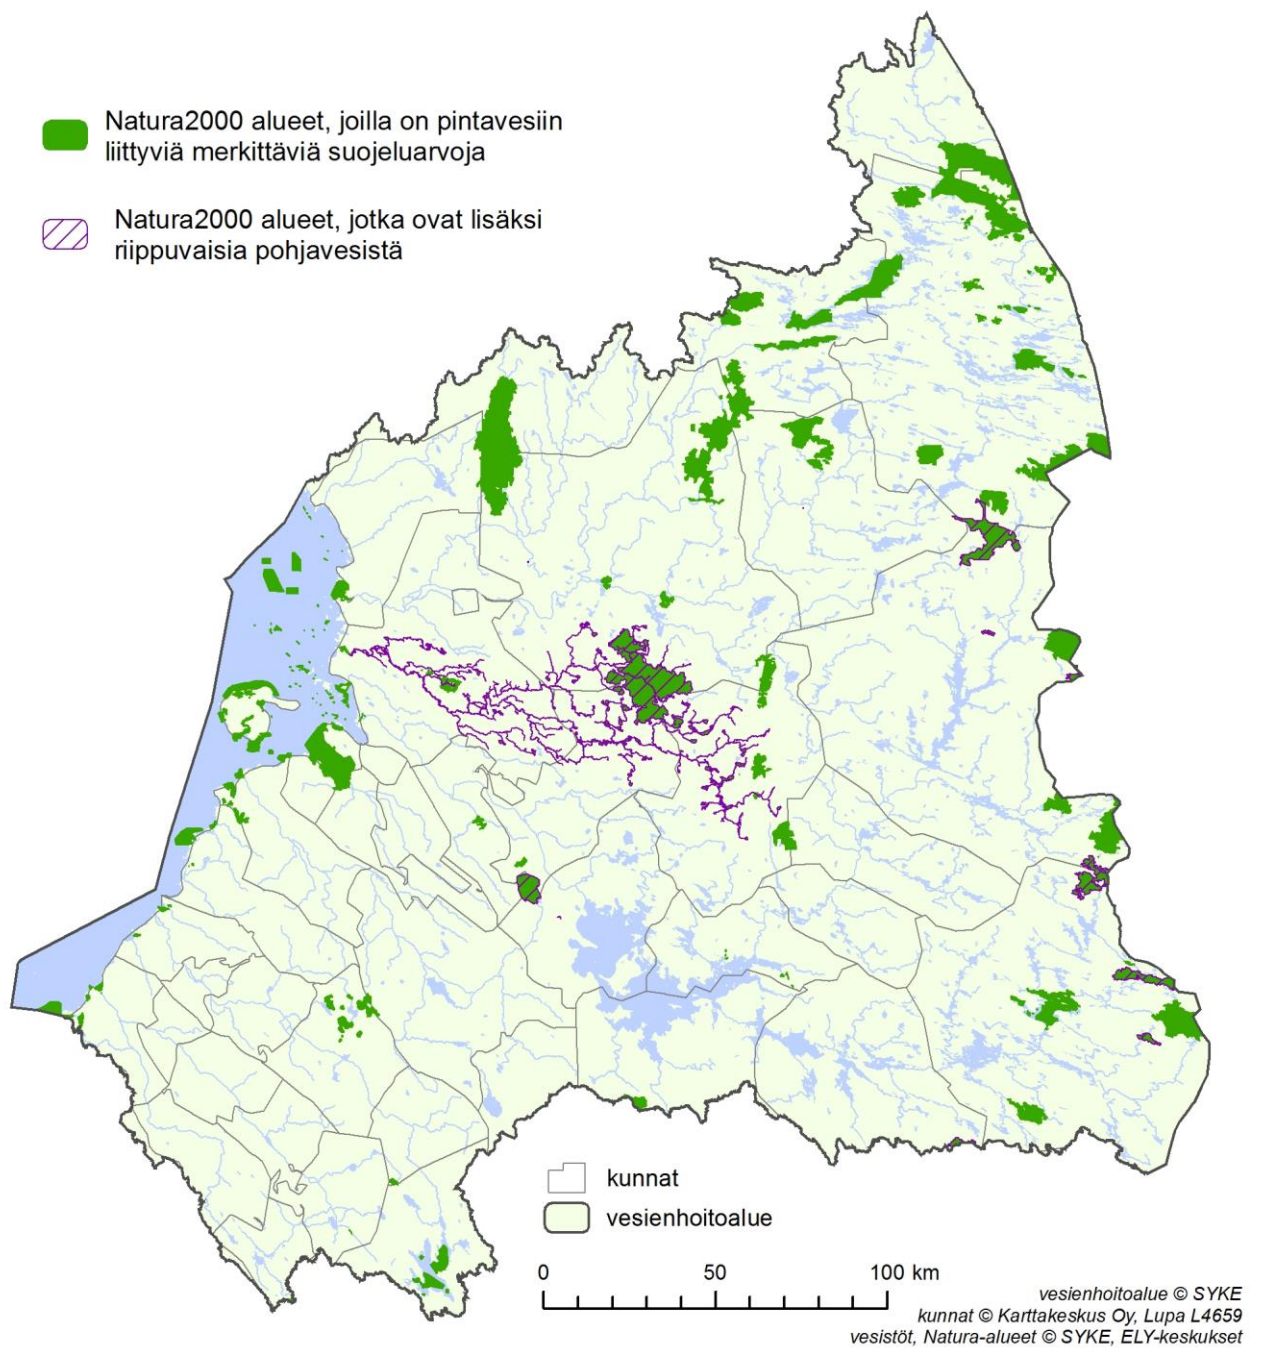 Natura2000 alueet, joilla on pintavesiin
liittyviä merkittäviä suojeluarvoja
Natura2000 alueet, jotka ovat lisäksi
riippuvaisia pohjavesistä
kunnat
vesienhoitoalue
0 50 100 km
vesienhoitoalue © SYKE
kunnat © Karttakeskus Oy, Lupa L4659
vesistöt, Natura-alueet © SYKE, ELY-keskukset